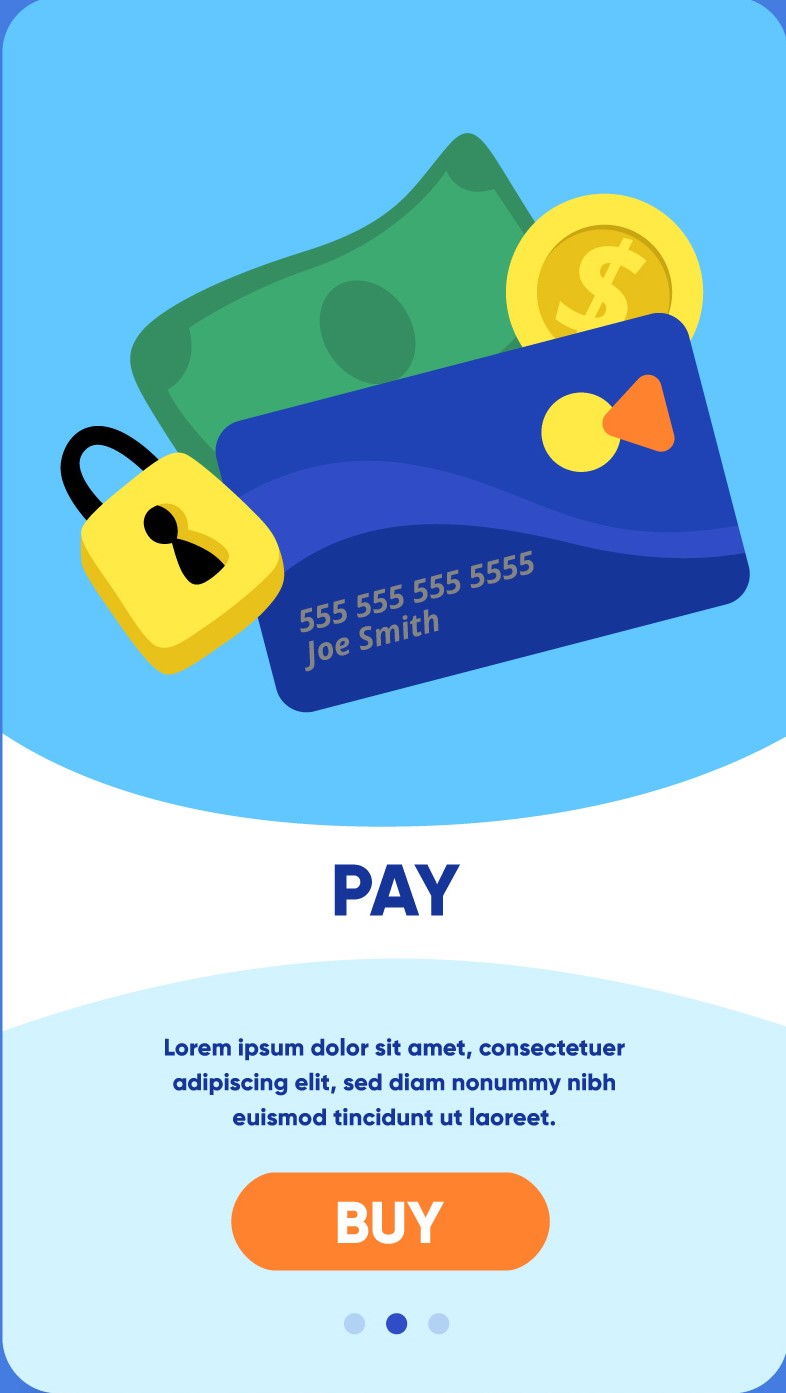 $
555 555 555 5555
Joe Smith
PAY
Lorem ipsum dolor sit amet, consectetuer
adipiscing elit, sed diam nonummy nibh
euismod tincidunt ut laoreet.
BUY